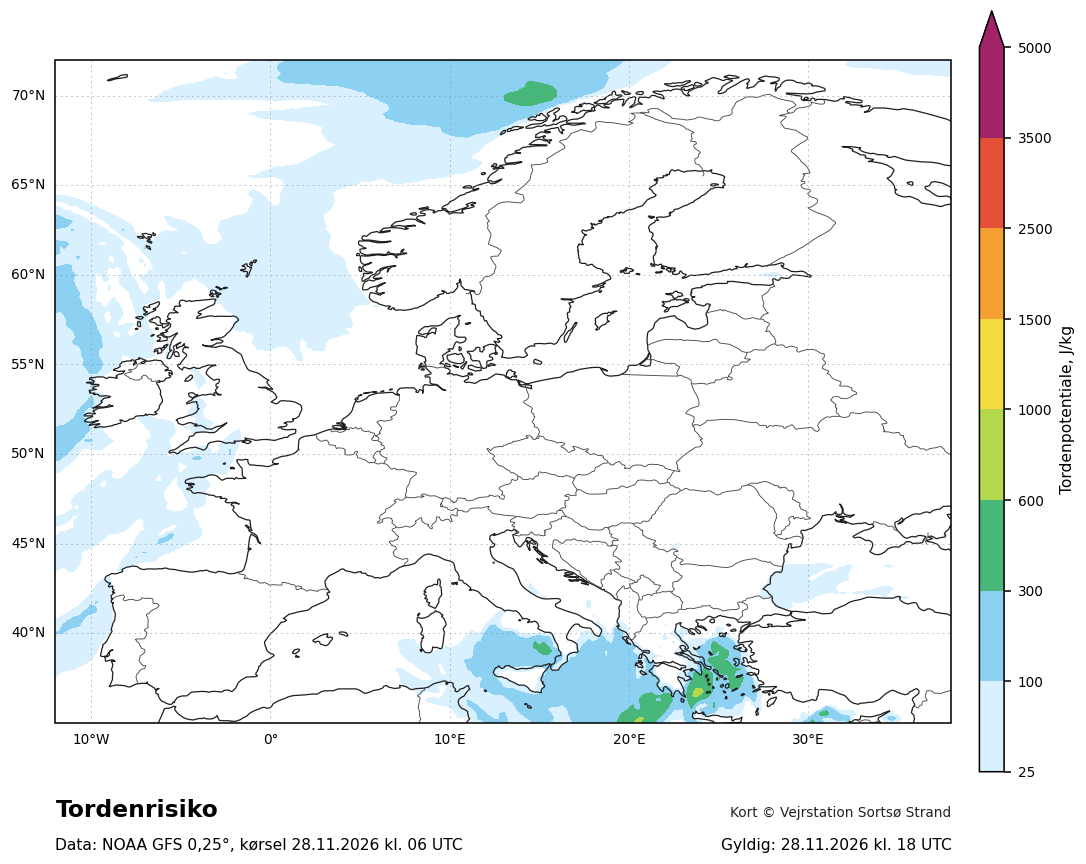 70°N
65°N
60°N
55°N
50°N
45°N
40°N
10°W
0°
10°E
20°E
30°E
5000
3500
2500
1500
1000
600
300
100
25
Tordenpotentiale, J/kg
Tordenrisiko
Kort © Vejrstation Sortsø Strand
Data: NOAA GFS 0,25°, kørsel 28.11.2026 kl. 06 UTC
Gyldig: 28.11.2026 kl. 18 UTC